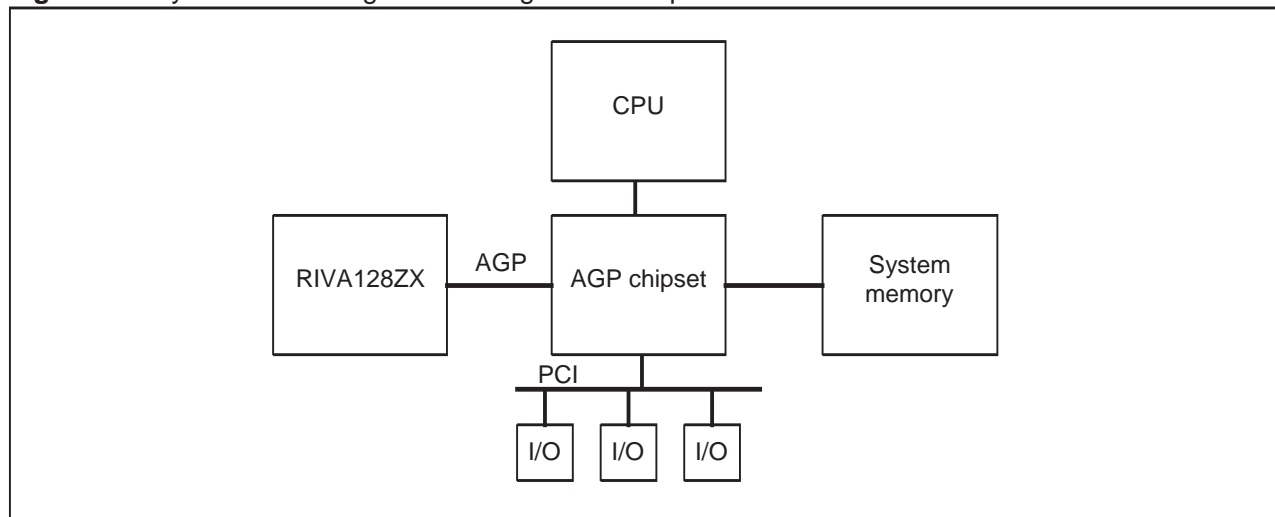 CPU
RIVA128ZX
AGP
AGP chipset
System
memory
PCI
I/O
I/O
I/O